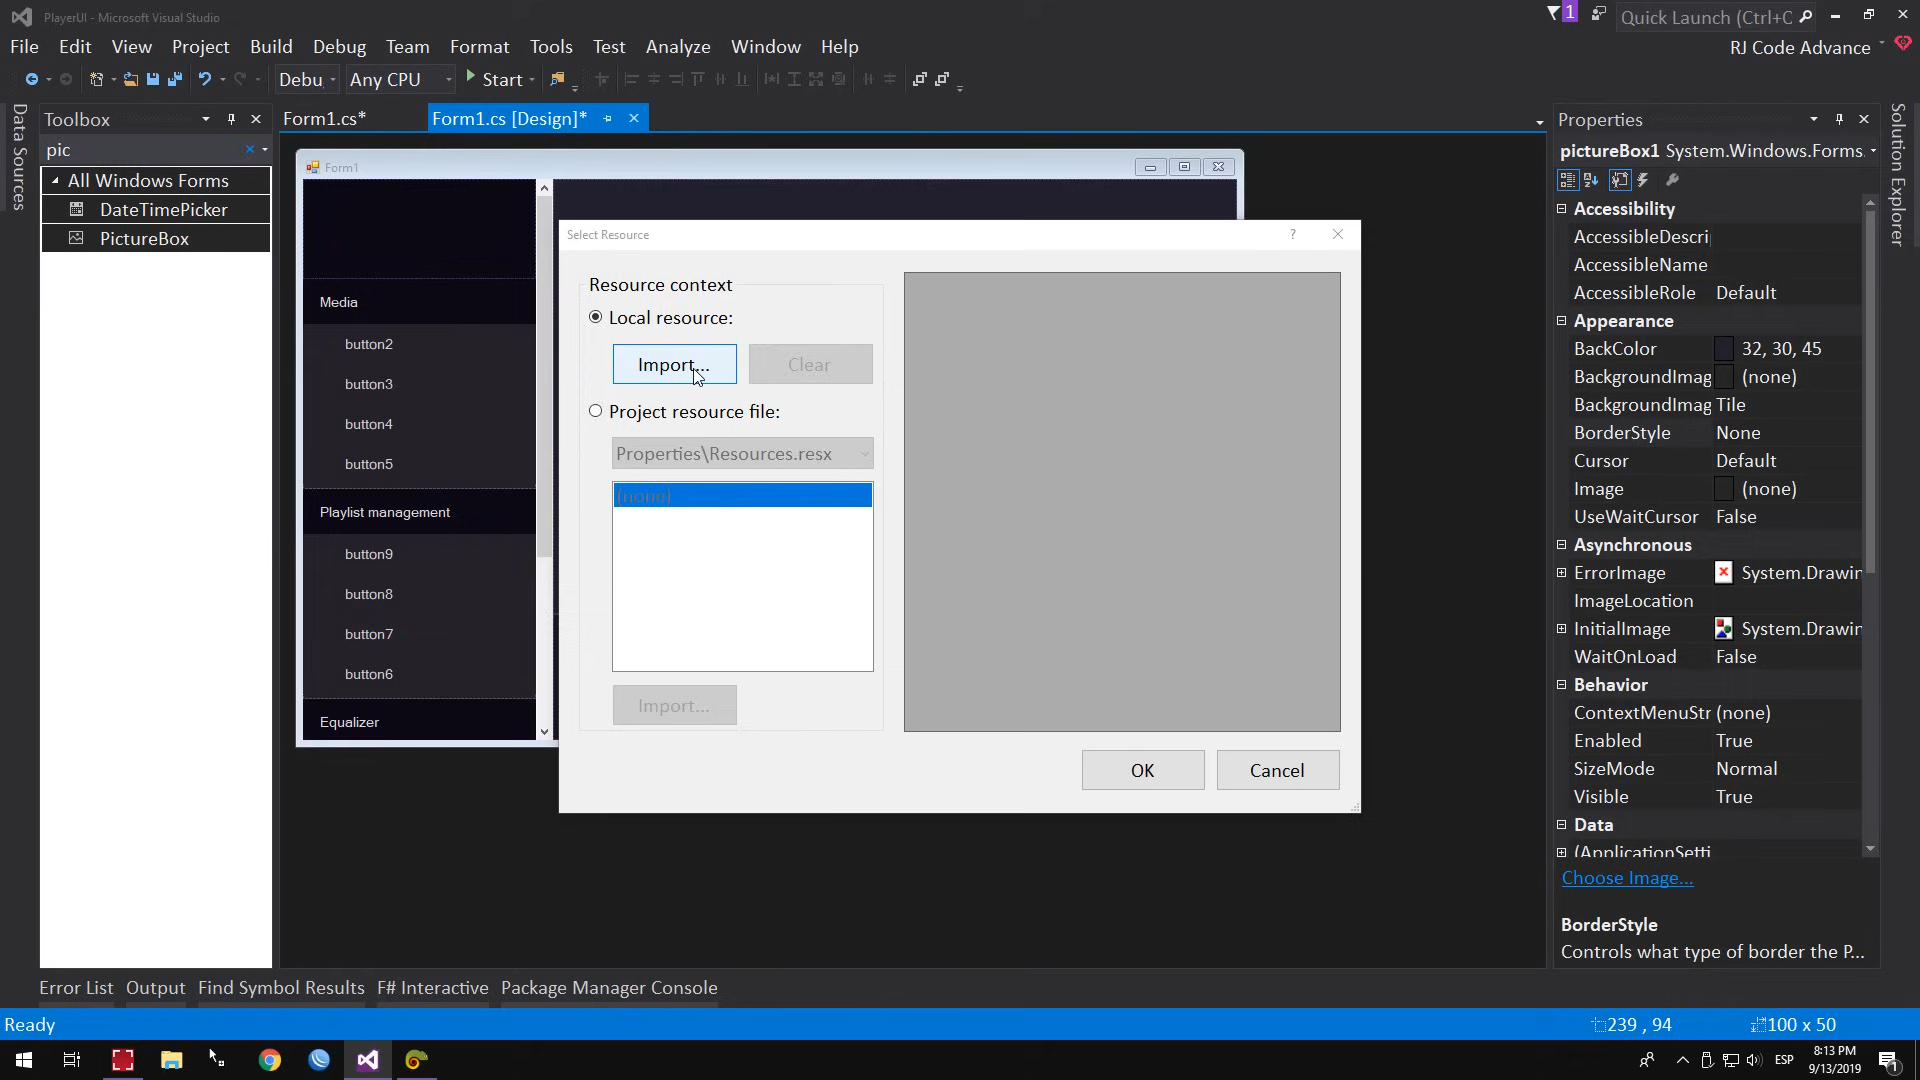 PlayerUI - Microsoft Visual Studio
1
Quick Launch (Ctrl+C
File Edit View Project Build Debug Team Format Tools Test Analyze Window Help
RJ Code Advance
Debu
Any CPU
Start
Data Sources
Toolbox
Form1.cs*
Form1.cs [Design]*
Properties
Solution Explorer
pic
pictureBox1 System.Windows.Forms.
All Windows Forms
DateTimePicker
PictureBox
Form1
Media
button2
button3
button4
button5
Playlist management
button9
button8
button7
button6
Equalizer
Select Resource
?
Resource context
Local resource:
Import...
Clear
Project resource file:
Properties\Resources.resx
(none)
Import...
OK
Cancel
Accessibility
AccessibleDescri
AccessibleName
AccessibleRole Default
Appearance
BackColor 32, 30, 45
BackgroundImag (none)
BackgroundImag Tile
BorderStyle None
Cursor Default
Image (none)
UseWaitCursor False
Asynchronous
ErrorImage System.Drawin
ImageLocation
InitialImage System.Drawin
WaitOnLoad False
Behavior
ContextMenuStr (none)
Enabled True
SizeMode Normal
Visible True
Data
(ApplicationSetti
Choose Image...
BorderStyle
Controls what type of border the P...
Error List Output Find Symbol Results F# Interactive Package Manager Console
Ready
239 , 94
100 x 50
ESP
8:13 PM
9/13/2019
1